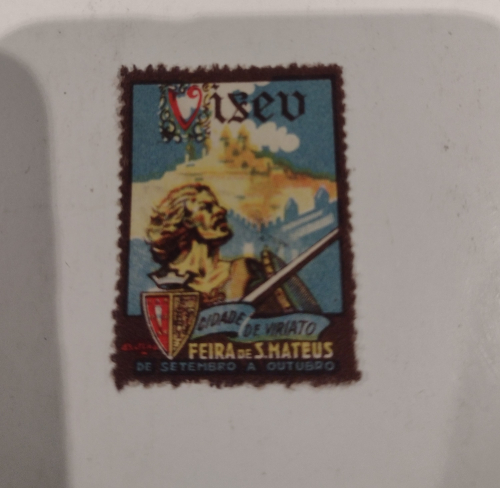 Viseu
CIDADE
DE VIRIATO
FEIRA DE S. MATEUS
DE SETEMBRO A OUTUBRO